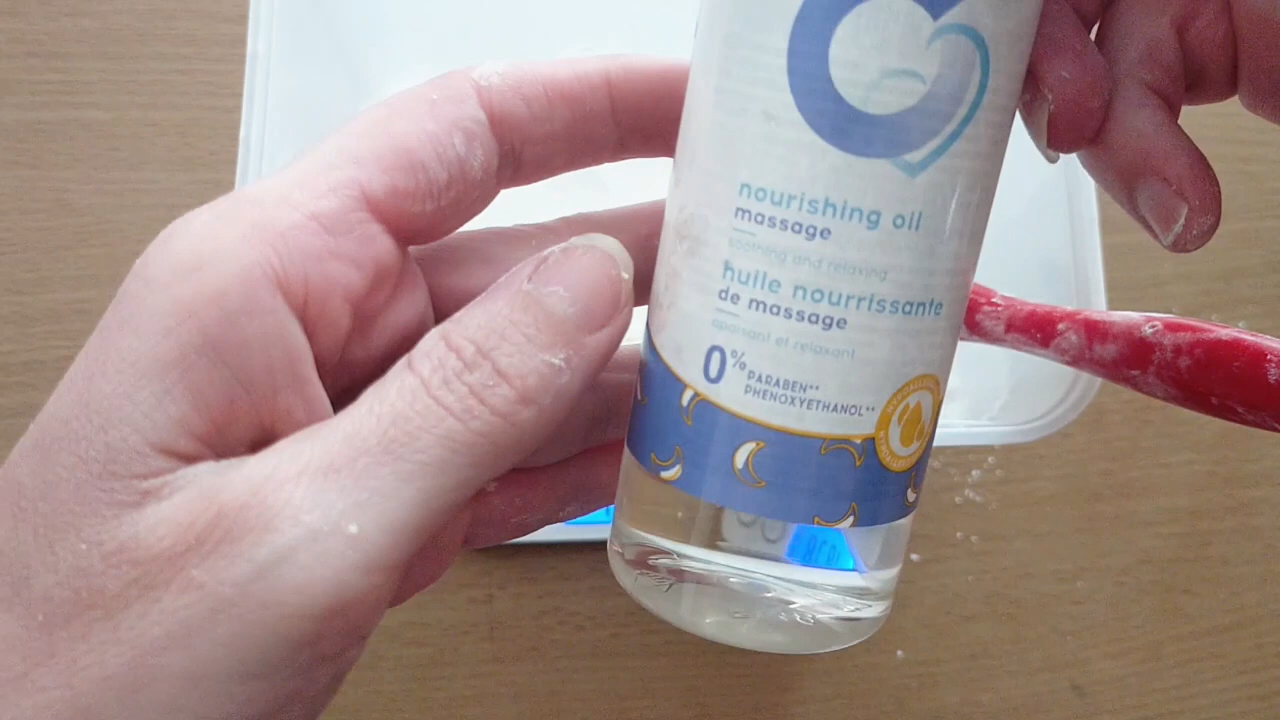 nourishing oil
massage
soothing and relaxing
huile nourrissante
de massage
apaisant et relaxant
0%
PARABEN**
PHENOXYETHANOL**